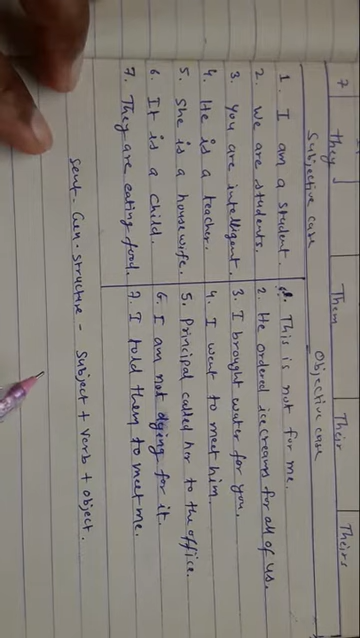 7 they Them Their Theirs
Subjective case Objective case
1. I am a student. 1. This is not for me.
2. We are students. 2. He ordered icecream for all of us.
3. You are intelligent. 3. I brought water for you.
4. He is a teacher. 4. I want to meet him.
5. She is a housewife. 5. Principal called her to the office.
6. It is a child. 6. I am not dying for it.
7. They are eating food. 7. I told them to meet me.
Sent. Gen. structure - Subject + Verb + object.